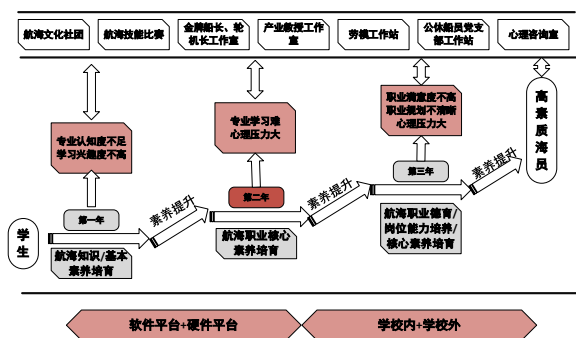 航海文化社团
航海技能比赛
金牌船长、轮
机长工作室
产业教授工作
室
劳模工作站
公休船员党支
部工作站
心理咨询室
专业认知度不足
学习兴趣度不高
专业学习难
心理压力大
职业满意度不高
职业规划不清晰
心理压力大
高素质海员
第一年
第二年
第三年
素养提升
素养提升
素养提升
学生
航海知识/基本
素养培育
航海职业核心
素养培育
航海职业德育/
岗位能力培养/
核心素养培育
软件平台+硬件平台
学校内+学校外